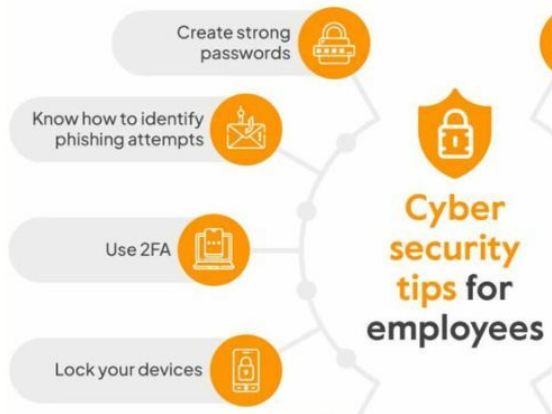 Create strong
passwords
Know how to identify
phishing attempts
Use 2FA
Lock your devices
Cyber
security
tips for
employees